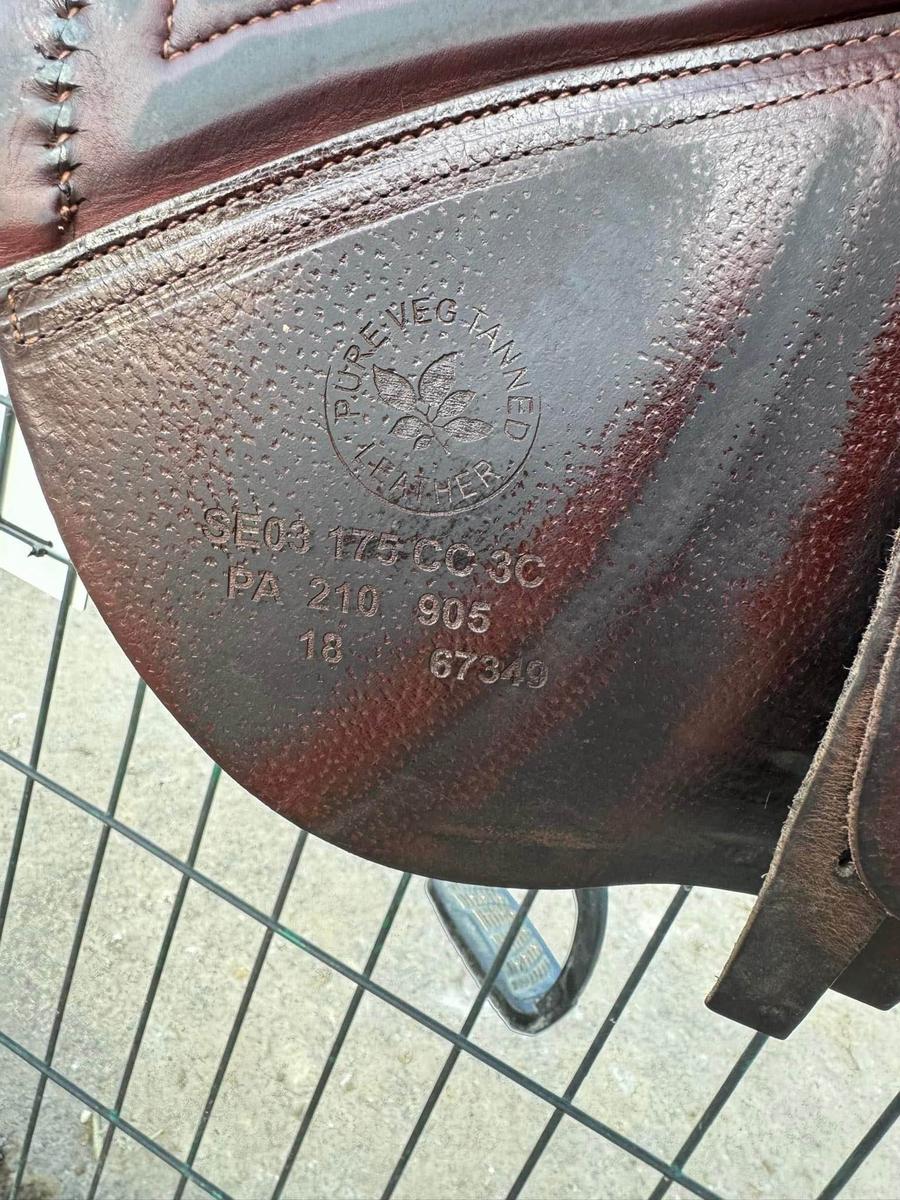 PURE VEG TANNED
LEATHER
SE03 175 CC 3C
PA 210 905
18 67349